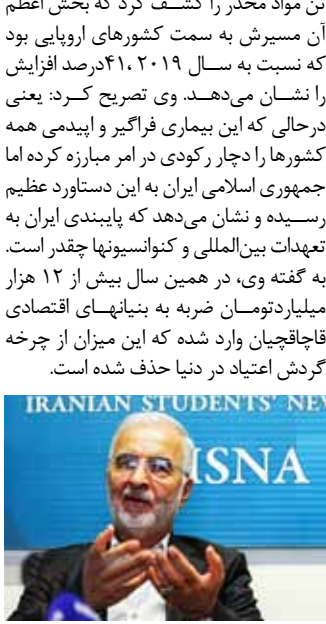 تن مواد مخدر را کشف کرد که بخش اعظم
آن مسیرش به سمت کشورهای اروپایی بود
که نسبت به سال ۲۰۱۹، ۴۱درصد افزایش
را نشان می‌دهد. وی تصریح کرد: یعنی
درحالی که این بیماری فراگیر و اپیدمی همه
کشورها را دچار رکودی در امر مبارزه کرده اما
جمهوری اسلامی ایران به این دستاورد عظیم
رسیده و نشان می‌دهد که پایبندی ایران به
تعهدات بین‌المللی و کنوانسیونها چقدر است.
به گفته وی، در همین سال بیش از ۱۲ هزار
میلیاردتومان ضربه به بنیانهای اقتصادی
قاچاقچیان وارد شده که این میزان از چرخه
گردش اعتیاد در دنیا حذف شده است.
IRANIAN STUDENTS' NE
ISNA